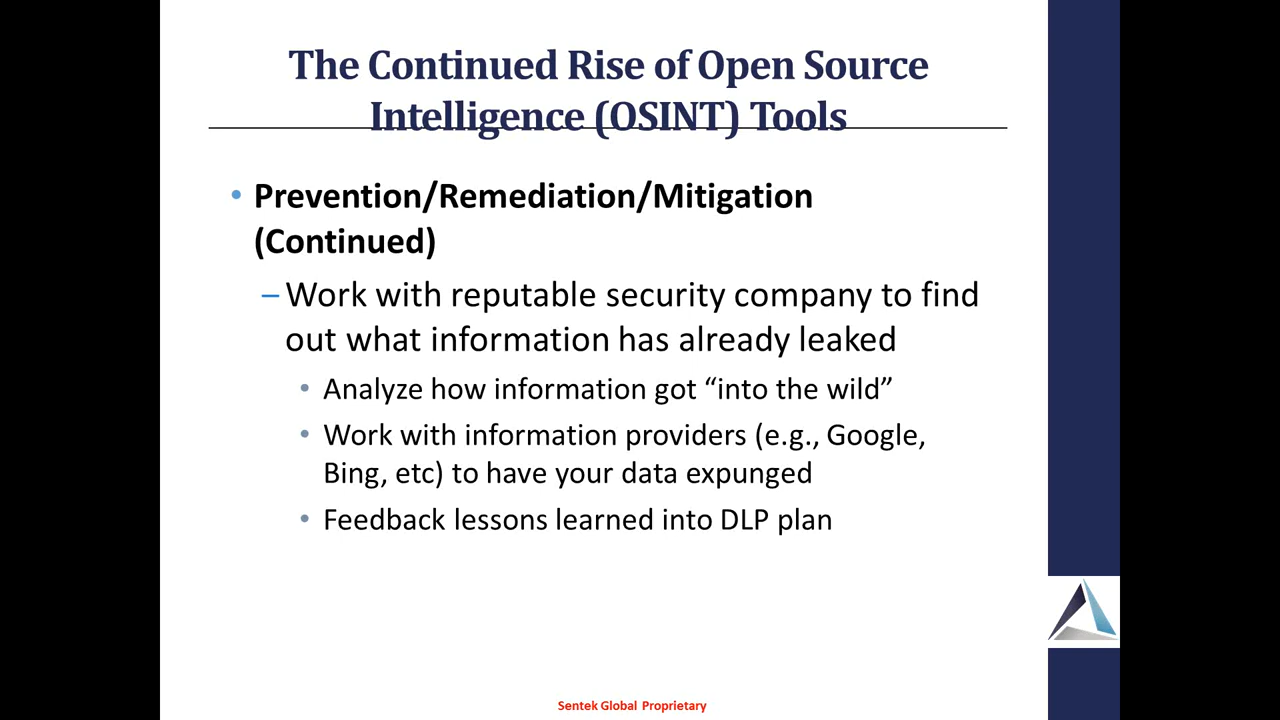 The Continued Rise of Open Source
Intelligence (OSINT) Tools
• Prevention/Remediation/Mitigation
(Continued)
– Work with reputable security company to find
out what information has already leaked
• Analyze how information got “into the wild”
• Work with information providers (e.g., Google,
Bing, etc) to have your data expunged
• Feedback lessons learned into DLP plan
Sentek Global Proprietary